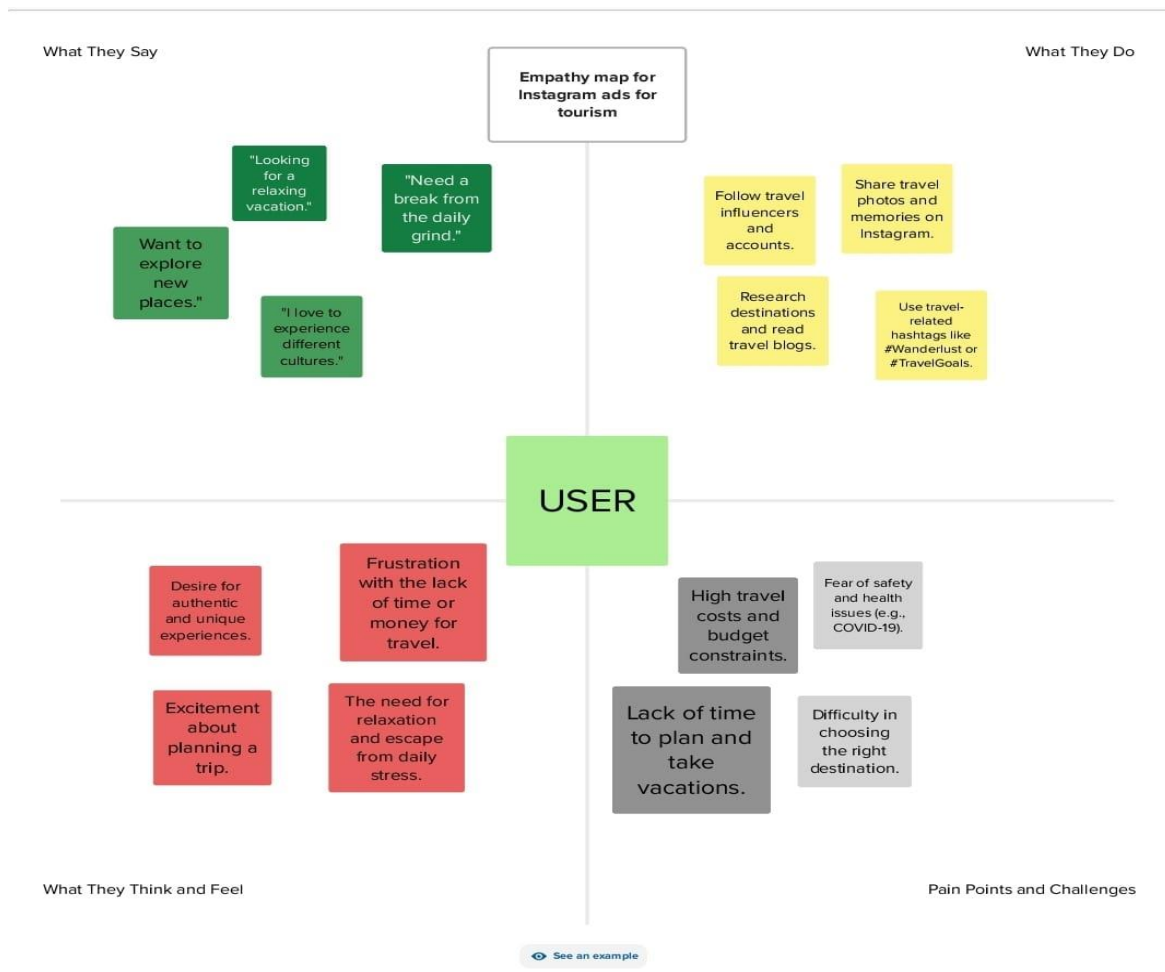 What They Say
Empathy map for
Instagram ads for
tourism
What They Do
"Looking
for a
relaxing
vacation."
"Need a
break from
the daily
grind."
Want to
explore
new
places."
"I love to
experience
different
cultures."
Follow travel
influencers
and
accounts.
Share travel
photos and
memories on
Instagram.
Research
destinations
and read
travel blogs.
Use travel-
related
hashtags like
#Wanderlust or
#TravelGoals.
USER
Desire for
authentic
and unique
experiences.
Frustration
with the lack
of time or
money for
travel.
Excitement
about
planning a
trip.
The need for
relaxation
and escape
from daily
stress.
High travel
costs and
budget
constraints.
Fear of safety
and health
issues (e.g.,
COVID-19).
Lack of time
to plan and
take
vacations.
Difficulty in
choosing
the right
destination.
What They Think and Feel
Pain Points and Challenges
See an example